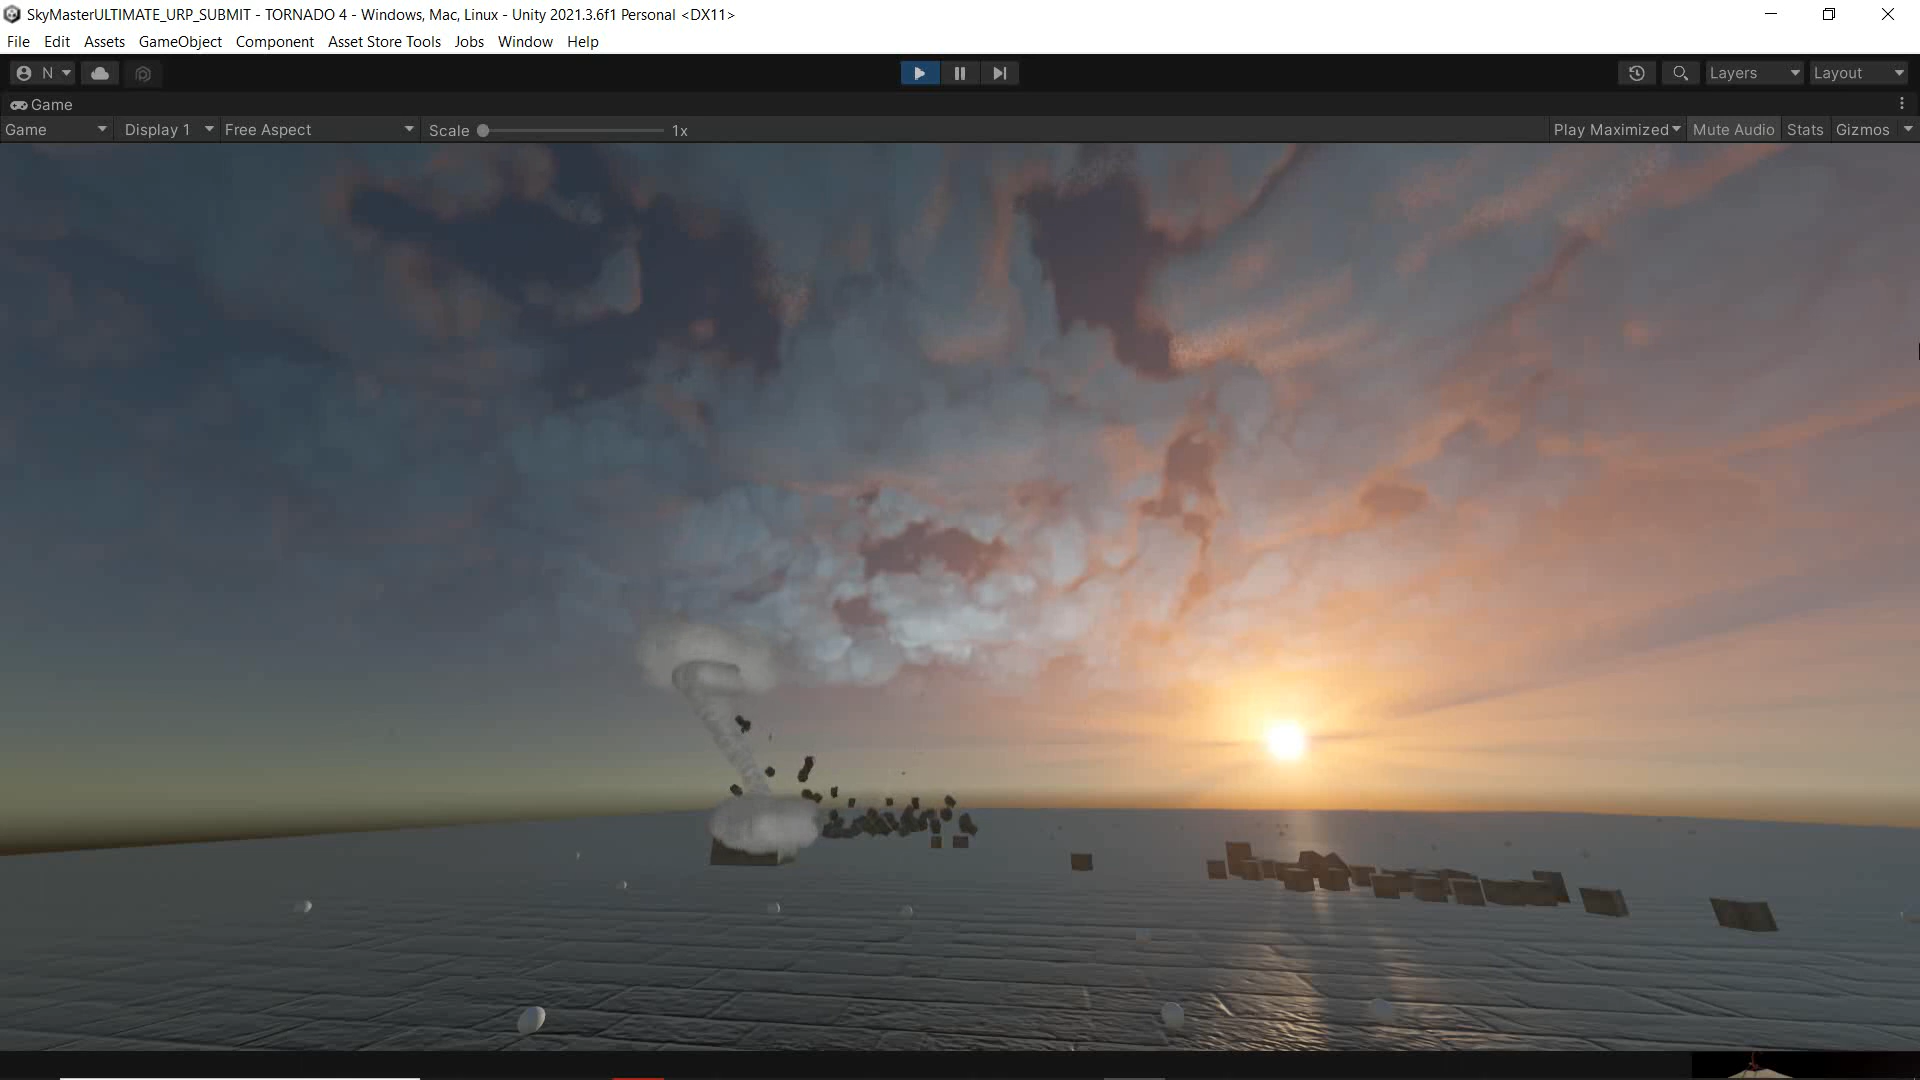 SkyMasterULTIMATE_URP_SUBMIT - TORNADO 4 - Windows, Mac, Linux - Unity 2021.3.6f1 Personal <DX11>
File Edit Assets GameObject Component Asset Store Tools Jobs Window Help
N Layers Layout
Game
Game Display 1 Free Aspect Scale 1x Play Maximized Mute Audio Stats Gizmos